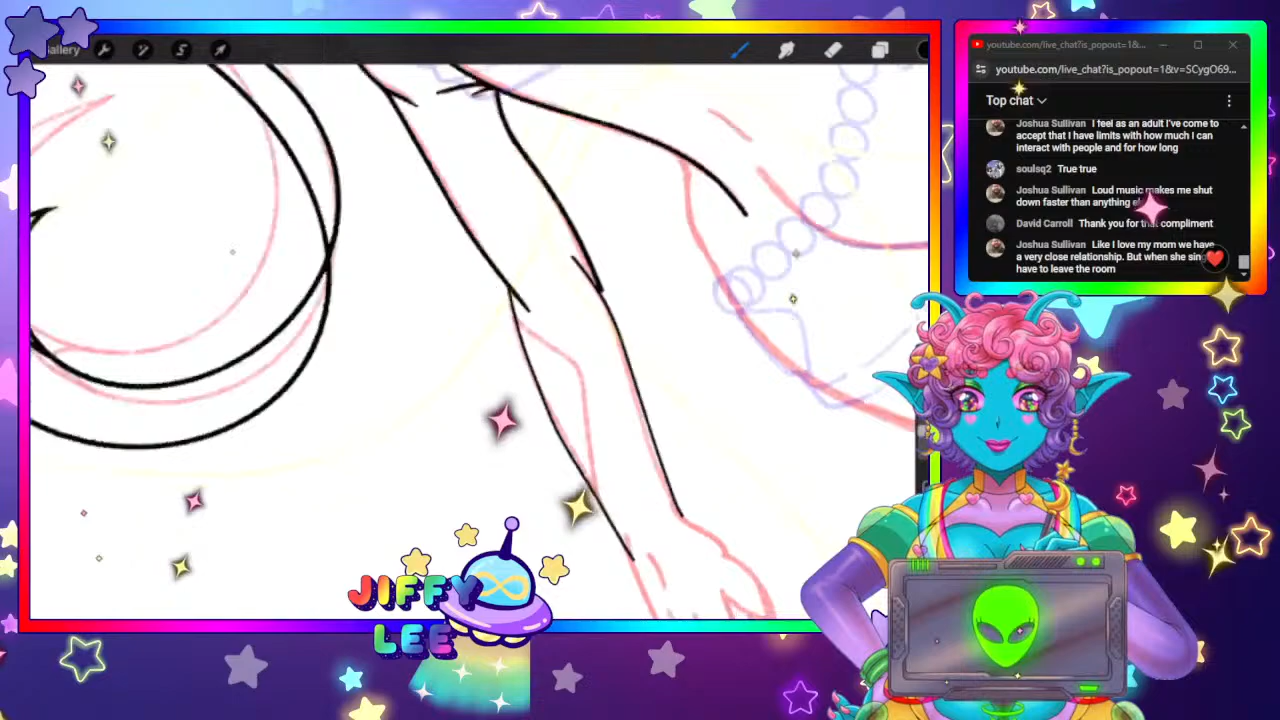 Gallery
youtube.com/live_chat?is_popout=1&...
youtube.com/live_chat?is_popout=1&v=SCygO69...
Top chat
Joshua Sullivan I feel as an adult I've come to
accept that I have limits with how much I can
interact with people and for how long
soulsq2 True true
Joshua Sullivan Loud music makes me shut
down faster than anything
David Carroll Thank you for that compliment
Joshua Sullivan Like I love my mom we have
a very close relationship. But when she sing
have to leave the room
JIFFY
LEE